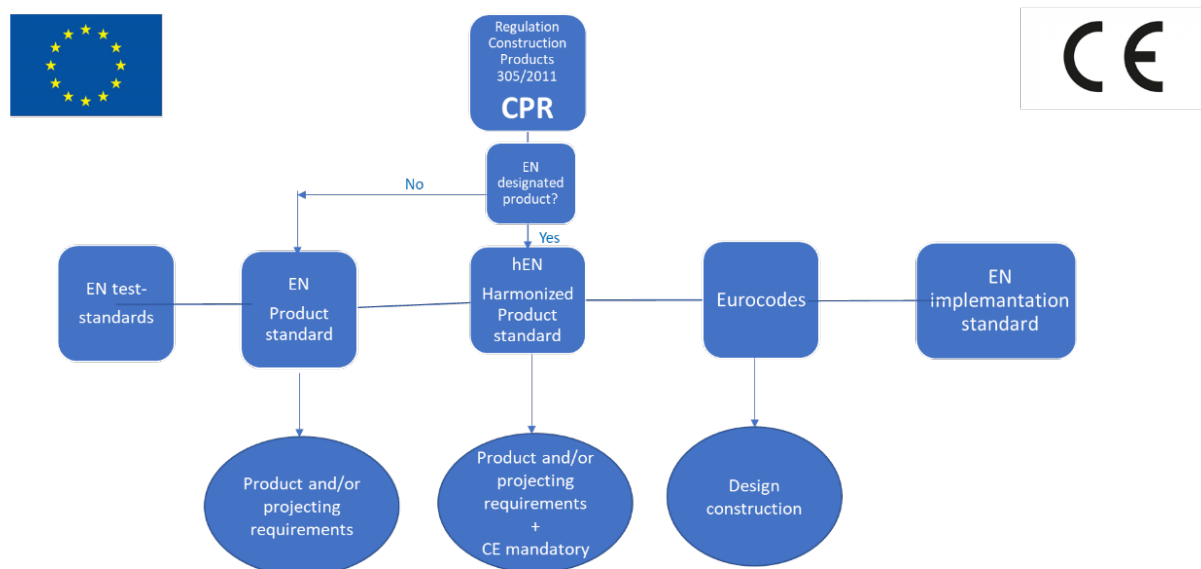 Regulation
Construction
Products
305/2011
CPR
CE
EN
designated
product?
No
Yes
EN test-
standards
EN
Product
standard
hEN
Harmonized
Product
standard
Eurocodes
EN
implemantation
standard
Product and/or
projecting
requirements
Product and/or
projecting
requirements
+
CE mandatory
Design
construction